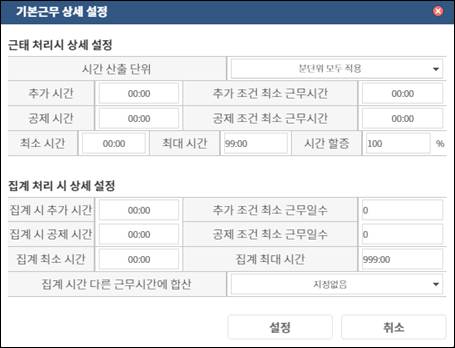 기본근무 상세 설정
근태 처리시 상세 설정
시간 산출 단위 분단위 모두 적용
추가 시간 00:00 추가 조건 최소 근무시간 00:00
공제 시간 00:00 공제 조건 최소 근무시간 00:00
최소 시간 00:00 최대 시간 99:00 시간 할증 100 %
집계 처리 시 상세 설정
집계 시 추가 시간 00:00 추가 조건 최소 근무일수 0
집계 시 공제 시간 00:00 공제 조건 최소 근무일수 0
집계 최소 시간 00:00 집계 최대 시간 999:00
집계 시간 다른 근무시간에 합산 지정없음
설정 취소